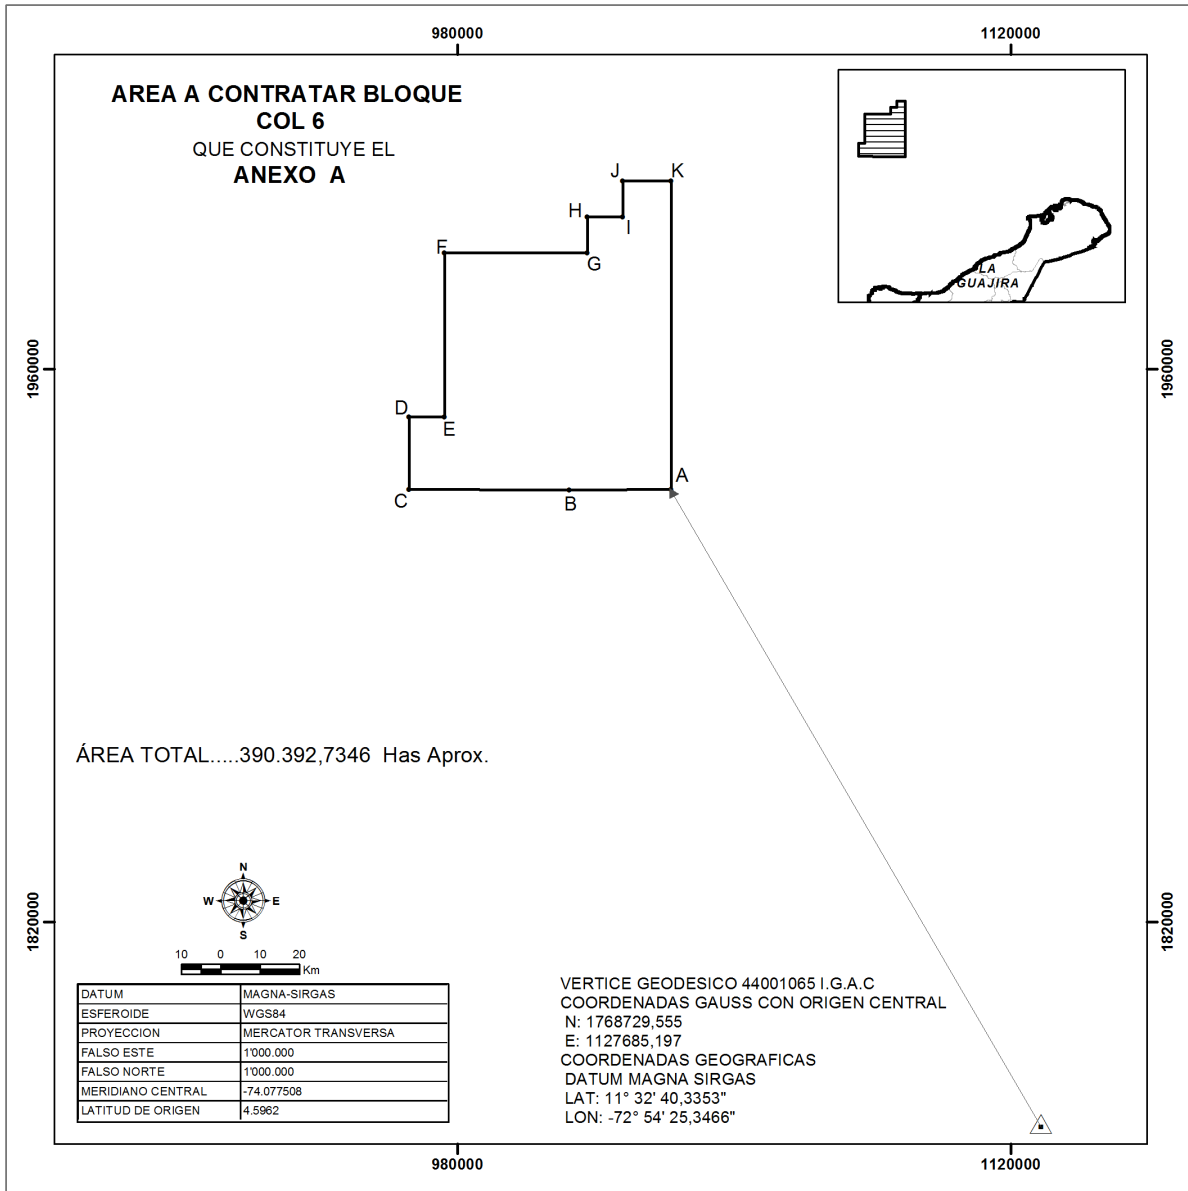 980000
1120000
AREA A CONTRATAR BLOQUE
COL 6
QUE CONSTITUYE EL
ANEXO A
J
K
H
I
F
G
LA
GUAJIRA
1960000
1960000
D
E
A
C
B
ÁREA TOTAL.....390.392,7346 Has Aprox.
N
W
E
S
1820000
1820000
10 0 10 20
Km
DATUM MAGNA-SIRGAS
ESFEROIDE WGS84
PROYECCION MERCATOR TRANSVERSA
FALSO ESTE 1'000.000
FALSO NORTE 1'000.000
MERIDIANO CENTRAL -74.077508
LATITUD DE ORIGEN 4.5962
VERTICE GEODESICO 44001065 I.G.A.C
COORDENADAS GAUSS CON ORIGEN CENTRAL
N: 1768729,555
E: 1127685,197
COORDENADAS GEOGRAFICAS
DATUM MAGNA SIRGAS
LAT: 11° 32' 40,3353"
LON: -72° 54' 25,3466"
980000
1120000